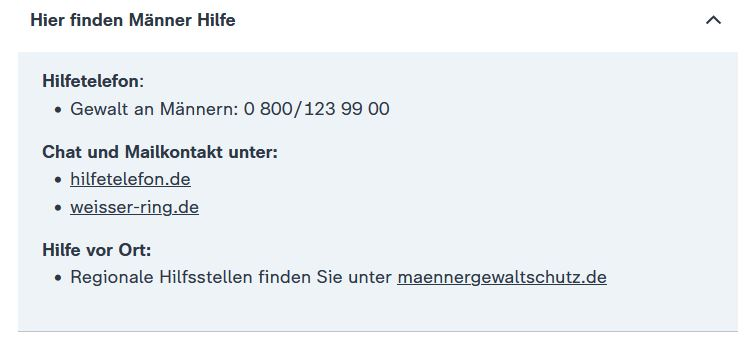 Hier finden Männer Hilfe
Hilfetelefon:
• Gewalt an Männern: 0 800/123 99 00
Chat und Mailkontakt unter:
• hilfetelefon.de
• weisser-ring.de
Hilfe vor Ort:
• Regionale Hilfsstellen finden Sie unter maennergewaltschutz.de